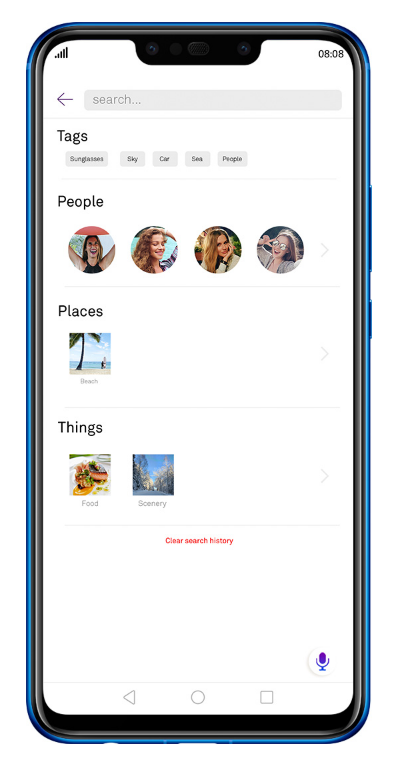 08:08
search...
Tags
Sunglasses Sky Car Sea People
People
Places
Beach
Things
Food Scenery
Clear search history